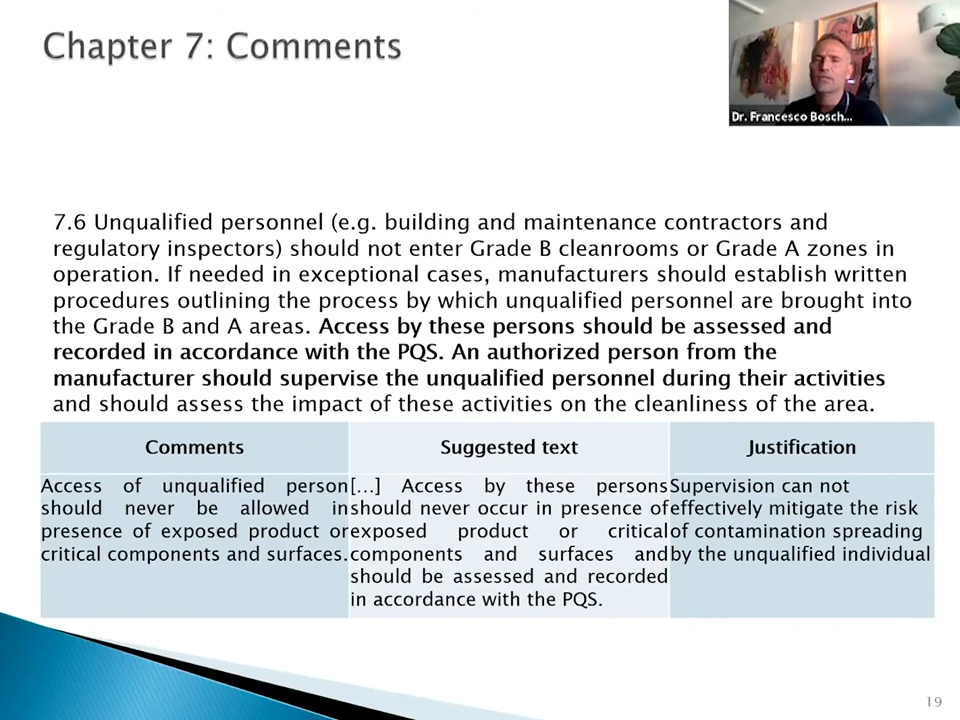 Chapter 7: Comments
Dr. Francesco Bosch...
7.6 Unqualified personnel (e.g. building and maintenance contractors and
regulatory inspectors) should not enter Grade B cleanrooms or Grade A zones in
operation. If needed in exceptional cases, manufacturers should establish written
procedures outlining the process by which unqualified personnel are brought into
the Grade B and A areas. Access by these persons should be assessed and
recorded in accordance with the PQS. An authorized person from the
manufacturer should supervise the unqualified personnel during their activities
and should assess the impact of these activities on the cleanliness of the area.
Comments
Access of unqualified person
should never be allowed in
presence of exposed product or
critical components and surfaces.
Suggested text
[...] Access by these persons
should never occur in presence of
exposed product or critical
components and surfaces and
should be assessed and recorded
in accordance with the PQS.
Justification
Supervision can not
effectively mitigate the risk
of contamination spreading
by the unqualified individual
19